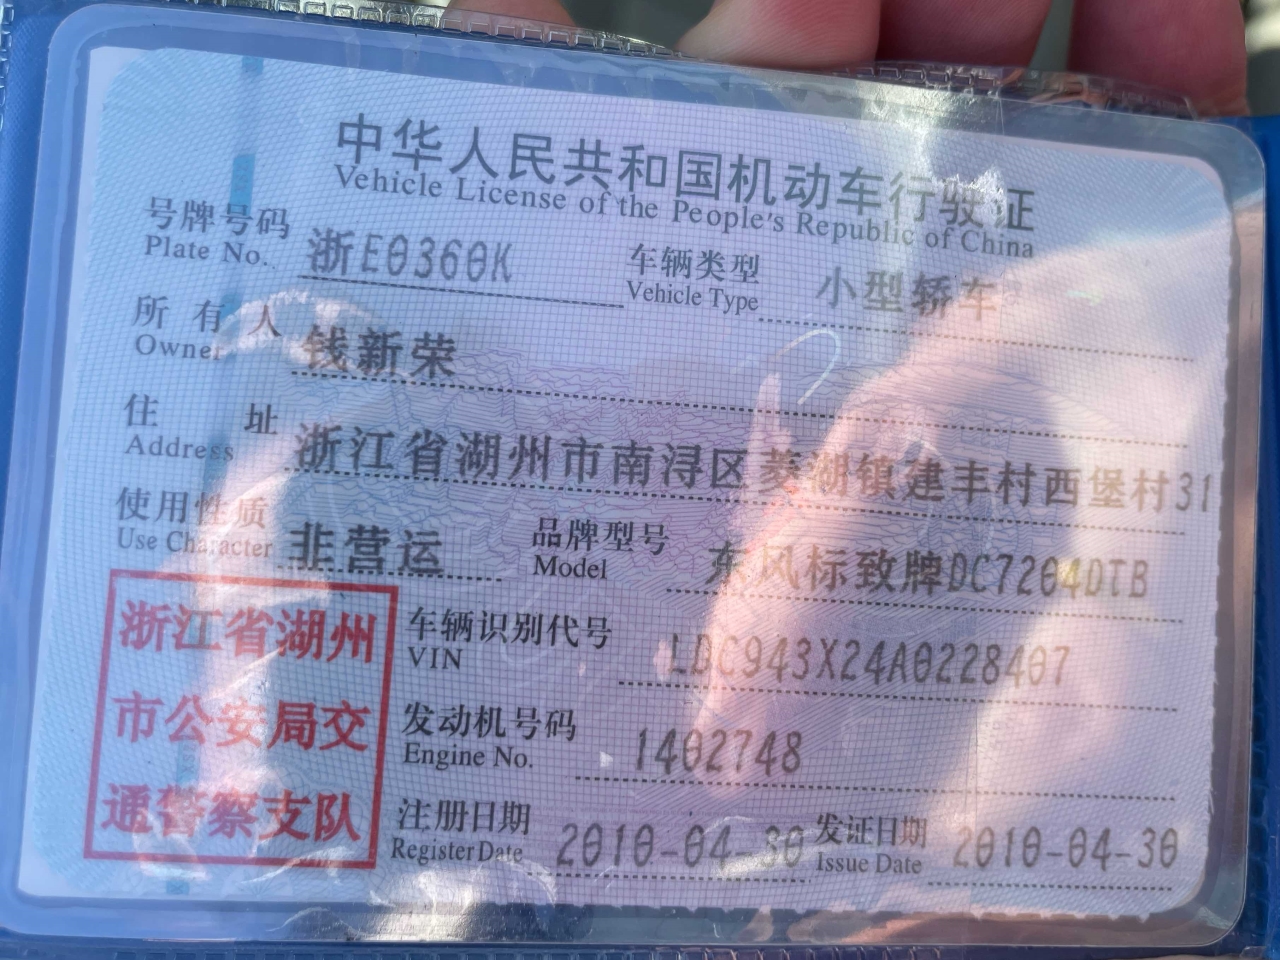 中华人民共和国机动车行驶证
Vehicle License of the People's Republic of China
号牌号码 浙E0360K 车辆类型 小型轿车
Plate No. Vehicle Type
所有人 钱新荣
Owner
住址 浙江省湖州市南浔区菱湖镇建丰村西堡村31
Address
使用性质 非营运 品牌型号 东风标致牌DC7204DTB
Use Character Model
浙江省湖州
市公安局交
通警察支队
车辆识别代号 LDC943X24A0228407
VIN
发动机号码 1402748
Engine No.
注册日期 2010-04-30 发证日期 2010-04-30
Register Date Issue Date